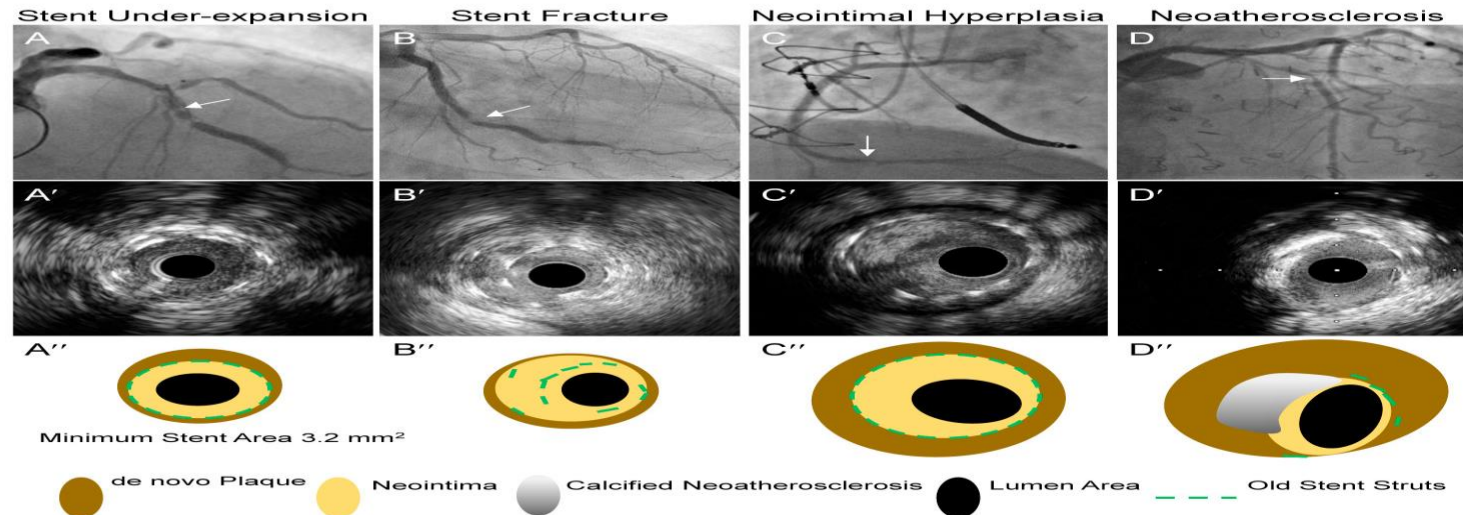 Stent Under-expansion
Stent Fracture
Neointimal Hyperplasia
Neoatherosclerosis
A
B
C
D
A′
B′
C′
D′
A′′
B′′
C′′
D′′
Minimum Stent Area 3.2 mm²
de novo Plaque
Neointima
Calcified Neoatherosclerosis
Lumen Area
Old Stent Struts